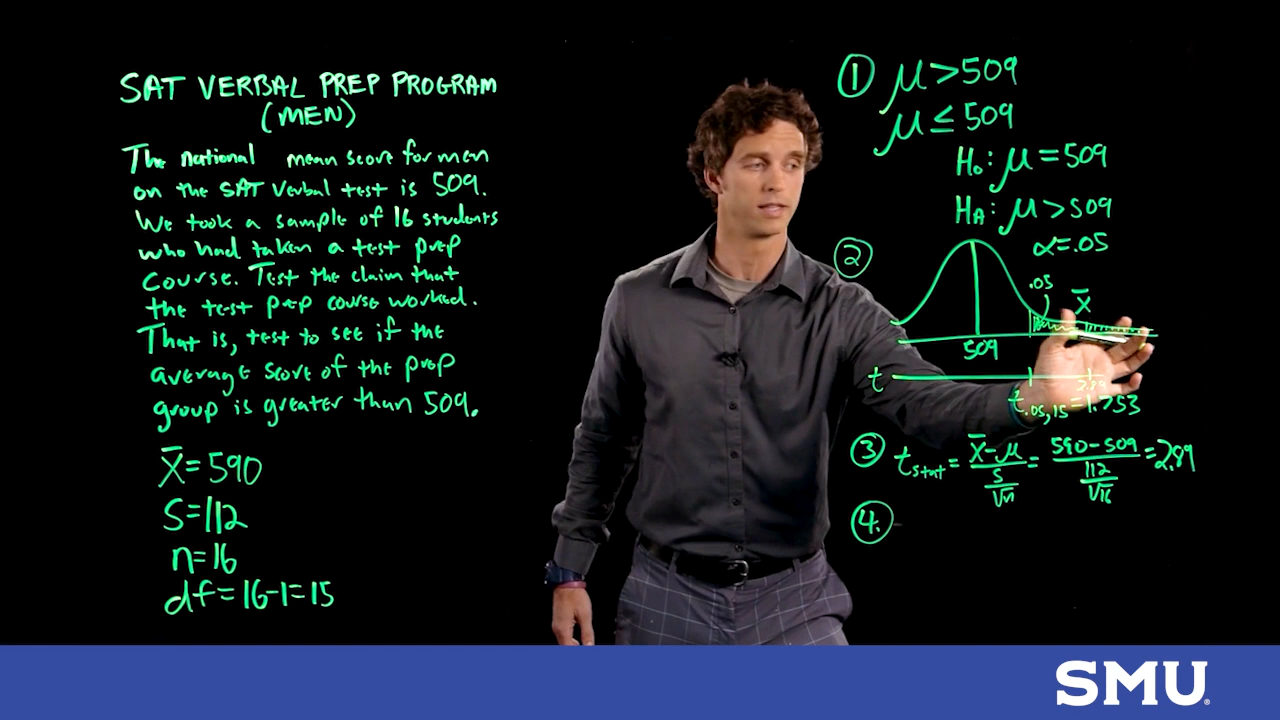 SAT VERBAL PREP PROGRAM
(MEN)
The national mean score for men
on the SAT Verbal test is 509.
We took a sample of 16 students
who had taken a test prep
course. Test the claim that
the test prep course worked.
That is, test to see if the
average score of the prep
group is greater than 509.
x̄=590
s=112
n=16
df=16-1=15
① μ>509
μ≤509
H₀: μ=509
Hₐ: μ>509
α=.05
②
.05
x̄
509
t
2.89
t.05,15=1.753
③ tstat = (x̄-μ)/(s/√n) = (590-509)/(112/√16) = 2.89
④.
SMU